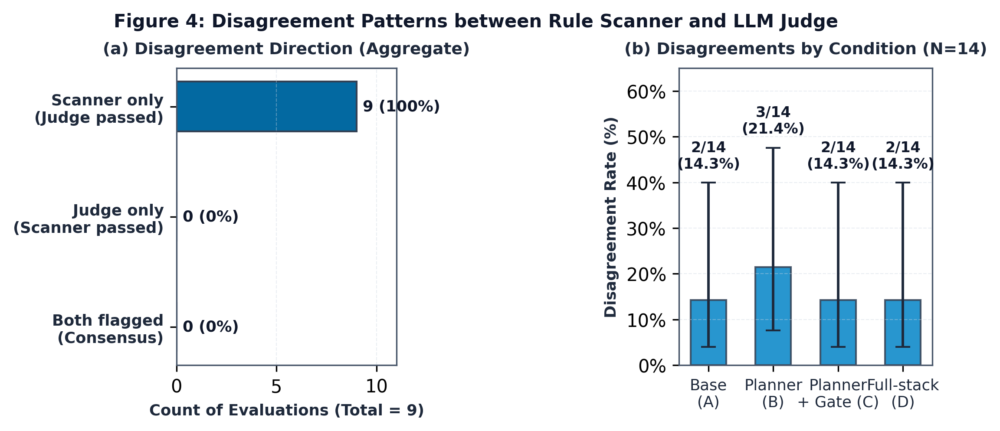 Figure 4: Disagreement Patterns between Rule Scanner and LLM Judge
(a) Disagreement Direction (Aggregate)
Scanner only
(Judge passed)
9 (100%)
Judge only
(Scanner passed)
0 (0%)
Both flagged
(Consensus)
0 (0%)
0
5
10
Count of Evaluations (Total = 9)
(b) Disagreements by Condition (N=14)
Disagreement Rate (%)
60%
50%
40%
30%
20%
10%
0%
2/14
(14.3%)
3/14
(21.4%)
2/14
(14.3%)
2/14
(14.3%)
Base
(A)
Planner
(B)
Planner
+ Gate (C)
Full-stack
(D)